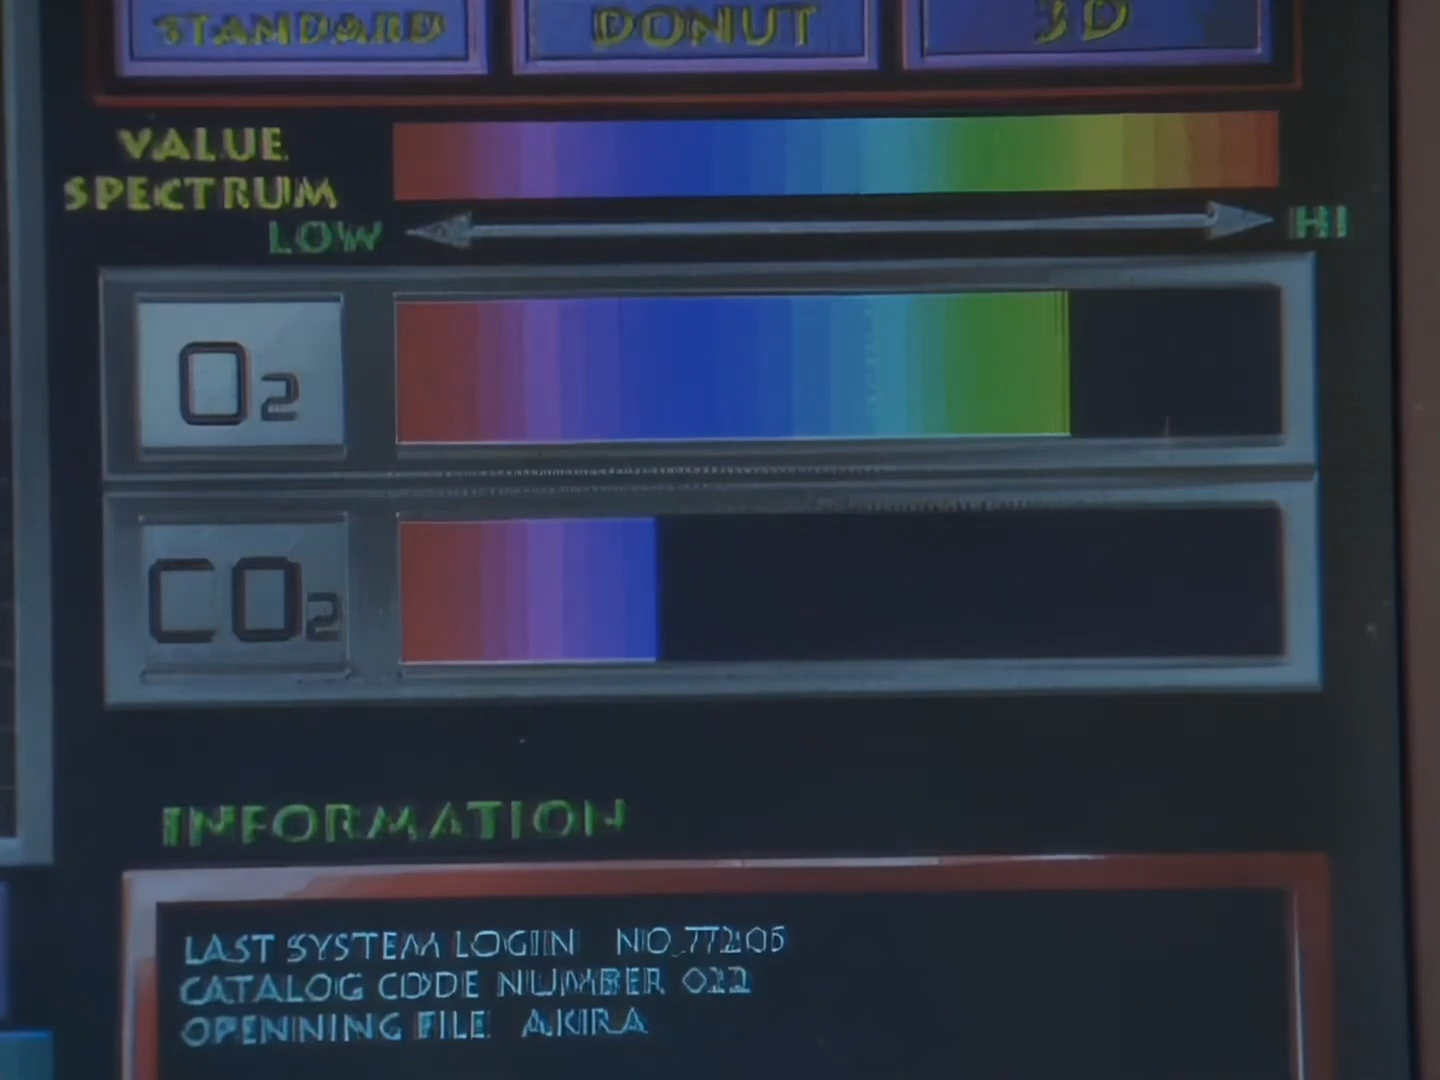 STANDARD DONUT 3D
VALUE
SPECTRUM
LOW HI
O2
CO2
INFORMATION
LAST SYSTEM LOGIN NO.77205
CATALOG CODE NUMBER 022
OPENNING FILE AKIRA